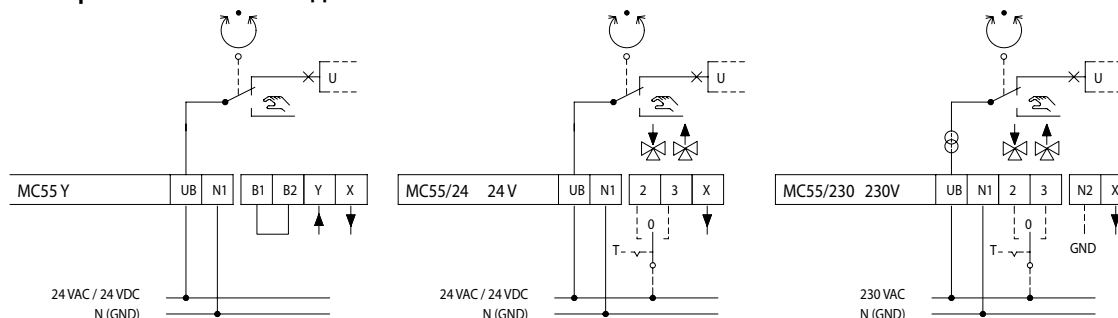 U
MC55 Y
UB N1 B1 B2 Y X
24 VAC / 24 VDC
N (GND)
U
MC55/24 24 V
UB N1 2 3 X
0
T
24 VAC / 24 VDC
N (GND)
U
MC55/230 230V
UB N1 2 3 N2 X
0
T
GND
230 VAC
N (GND)